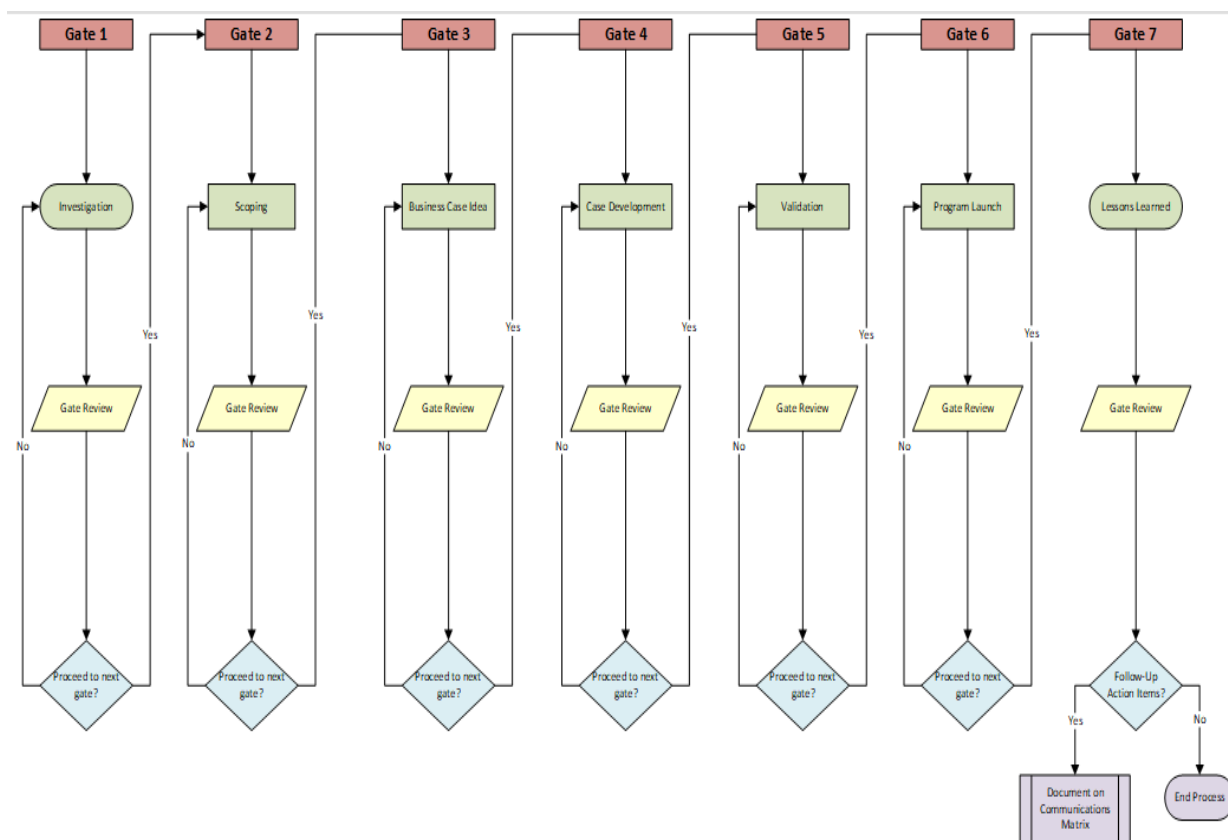 Gate 1
Gate 2
Gate 3
Gate 4
Gate 5
Gate 6
Gate 7
Investigation
Scoping
Business Case Idea
Case Development
Validation
Program Launch
Lessons Learned
Yes
Yes
Yes
Yes
Yes
Yes
Gate Review
Gate Review
Gate Review
Gate Review
Gate Review
Gate Review
Gate Review
No
No
No
No
No
No
Proceed to next
gate?
Proceed to next
gate?
Proceed to next
gate?
Proceed to next
gate?
Proceed to next
gate?
Proceed to next
gate?
Follow-Up
Action Items?
Yes
No
Document on
Communications
Matrix
End Process